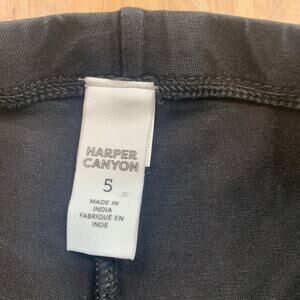 HARPER
CANYON
5
MADE IN
INDIA
FABRIQUÉ EN
INDE